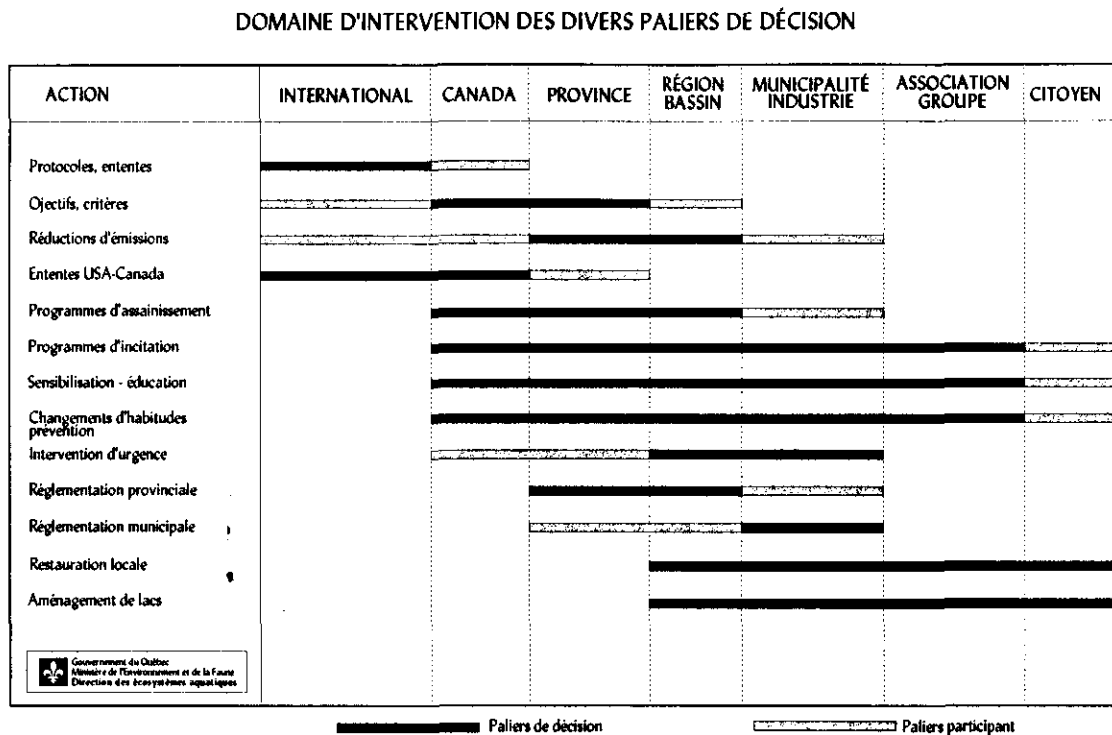 DOMAINE D'INTERVENTION DES DIVERS PALIERS DE DÉCISION
ACTION
INTERNATIONAL
CANADA
PROVINCE
RÉGION
BASSIN
MUNICIPALITÉ
INDUSTRIE
ASSOCIATION
GROUPE
CITOYEN
Protocoles, ententes
Ojectifs, critères
Réductions d'émissions
Ententes USA-Canada
Programmes d'assainissement
Programmes d'incitation
Sensibilisation - éducation
Changements d'habitudes
prévention
Intervention d'urgence
Réglementation provinciale
Réglementation municipale
Restauration locale
Aménagement de lacs
Gouvernement du Québec
Ministère de l'Environnement et de la Faune
Direction des écosystèmes aquatiques
Paliers de décision
Paliers participant